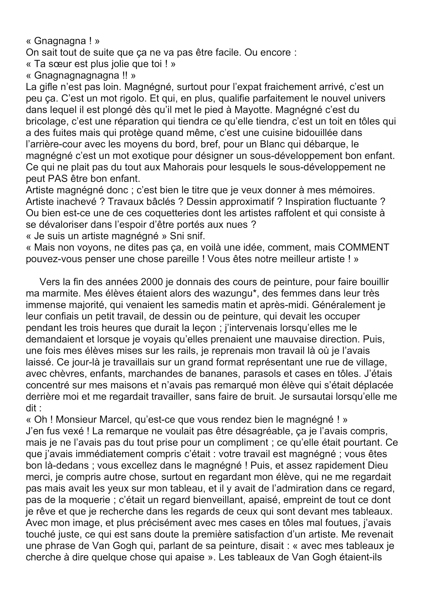 « Gnagnagna ! »
On sait tout de suite que ça ne va pas être facile. Ou encore :
« Ta sœur est plus jolie que toi ! »
« Gnagnagnagnagna !! »
La gifle n’est pas loin. Magnégné, surtout pour l’expat fraichement arrivé, c’est un
peu ça. C’est un mot rigolo. Et qui, en plus, qualifie parfaitement le nouvel univers
dans lequel il est plongé dès qu’il met le pied à Mayotte. Magnégné c’est du
bricolage, c’est une réparation qui tiendra ce qu’elle tiendra, c’est un toit en tôles qui
a des fuites mais qui protège quand même, c’est une cuisine bidouillée dans
l’arrière-cour avec les moyens du bord, bref, pour un Blanc qui débarque, le
magnégné c’est un mot exotique pour désigner un sous-développement bon enfant.
Ce qui ne plait pas du tout aux Mahorais pour lesquels le sous-développement ne
peut PAS être bon enfant.
Artiste magnégné donc ; c’est bien le titre que je veux donner à mes mémoires.
Artiste inachevé ? Travaux bâclés ? Dessin approximatif ? Inspiration fluctuante ?
Ou bien est-ce une de ces coquetteries dont les artistes raffolent et qui consiste à
se dévaloriser dans l’espoir d’être portés aux nues ?
« Je suis un artiste magnégné » Sni snif.
« Mais non voyons, ne dites pas ça, en voilà une idée, comment, mais COMMENT
pouvez-vous penser une chose pareille ! Vous êtes notre meilleur artiste ! »
Vers la fin des années 2000 je donnais des cours de peinture, pour faire bouillir
ma marmite. Mes élèves étaient alors des wazungu*, des femmes dans leur très
immense majorité, qui venaient les samedis matin et après-midi. Généralement je
leur confiais un petit travail, de dessin ou de peinture, qui devait les occuper
pendant les trois heures que durait la leçon ; j’intervenais lorsqu’elles me le
demandaient et lorsque je voyais qu’elles prenaient une mauvaise direction. Puis,
une fois mes élèves mises sur les rails, je reprenais mon travail là où je l’avais
laissé. Ce jour-là je travaillais sur un grand format représentant une rue de village,
avec chèvres, enfants, marchandes de bananes, parasols et cases en tôles. J’étais
concentré sur mes maisons et n’avais pas remarqué mon élève qui s’était déplacée
derrière moi et me regardait travailler, sans faire de bruit. Je sursautai lorsqu’elle me
dit :
« Oh ! Monsieur Marcel, qu’est-ce que vous rendez bien le magnégné ! »
J’en fus vexé ! La remarque ne voulait pas être désagréable, ça je l’avais compris,
mais je ne l’avais pas du tout prise pour un compliment ; ce qu’elle était pourtant. Ce
que j’avais immédiatement compris c’était : votre travail est magnégné ; vous êtes
bon là-dedans ; vous excellez dans le magnégné ! Puis, et assez rapidement Dieu
merci, je compris autre chose, surtout en regardant mon élève, qui ne me regardait
pas mais avait les yeux sur mon tableau, et il y avait de l’admiration dans ce regard,
pas de la moquerie ; c’était un regard bienveillant, apaisé, empreint de tout ce dont
je rêve et que je recherche dans les regards de ceux qui sont devant mes tableaux.
Avec mon image, et plus précisément avec mes cases en tôles mal foutues, j’avais
touché juste, ce qui est sans doute la première satisfaction d’un artiste. Me revenait
une phrase de Van Gogh qui, parlant de sa peinture, disait : « avec mes tableaux je
cherche à dire quelque chose qui apaise ». Les tableaux de Van Gogh étaient-ils